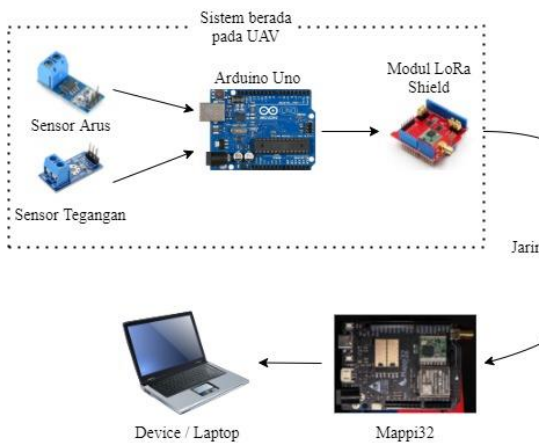 Sistem berada
pada UAV
Arduino Uno
Modul LoRa
Shield
Sensor Arus
Sensor Tegangan
Device / Laptop
Mappi32